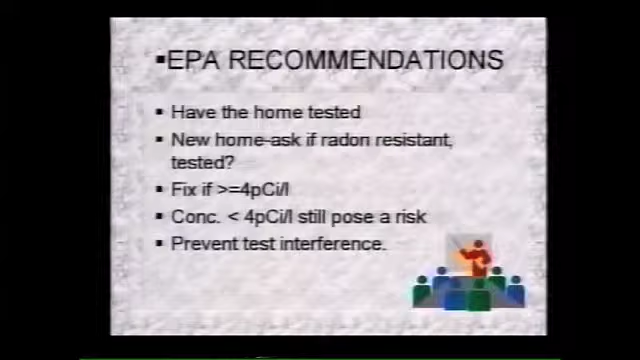 ▪EPA RECOMMENDATIONS
▪ Have the home tested
▪ New home-ask if radon resistant,
tested?
▪ Fix if >=4pCi/l
▪ Conc. < 4pCi/l still pose a risk
▪ Prevent test interference.